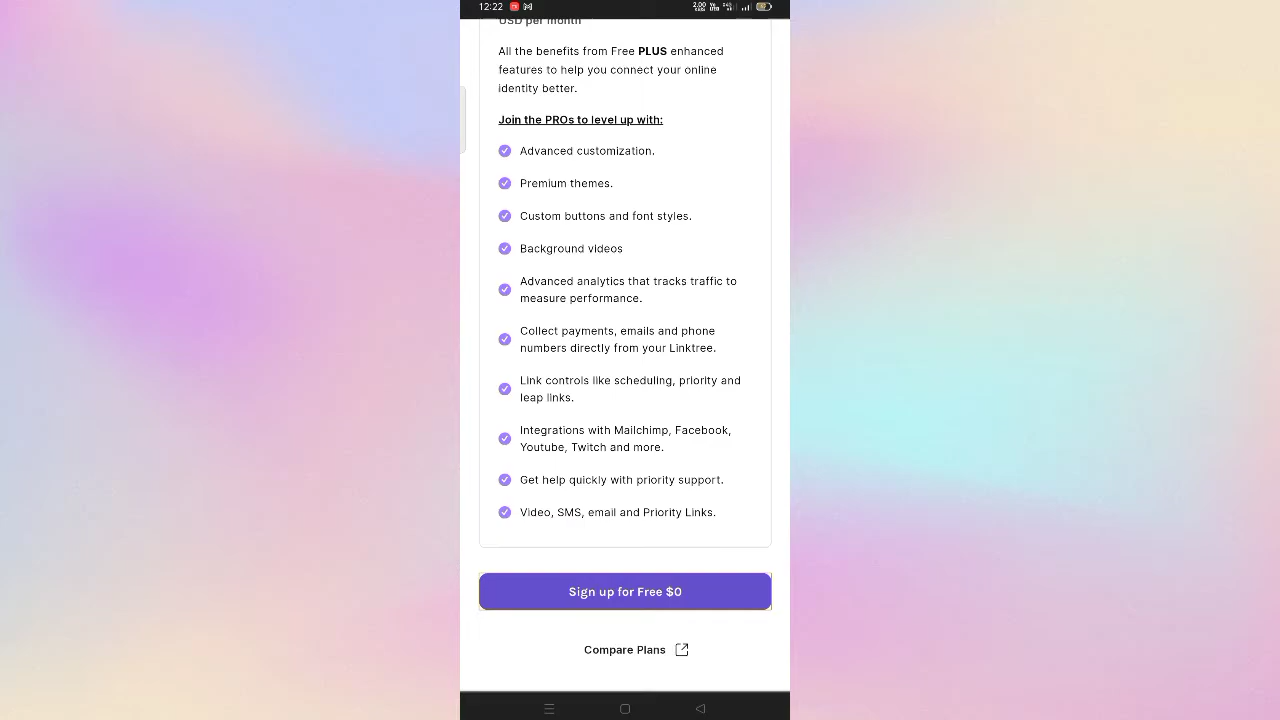 12:22
USD per month
All the benefits from Free PLUS enhanced
features to help you connect your online
identity better.
Join the PROs to level up with:
Advanced customization.
Premium themes.
Custom buttons and font styles.
Background videos
Advanced analytics that tracks traffic to
measure performance.
Collect payments, emails and phone
numbers directly from your Linktree.
Link controls like scheduling, priority and
leap links.
Integrations with Mailchimp, Facebook,
Youtube, Twitch and more.
Get help quickly with priority support.
Video, SMS, email and Priority Links.
Sign up for Free $0
Compare Plans